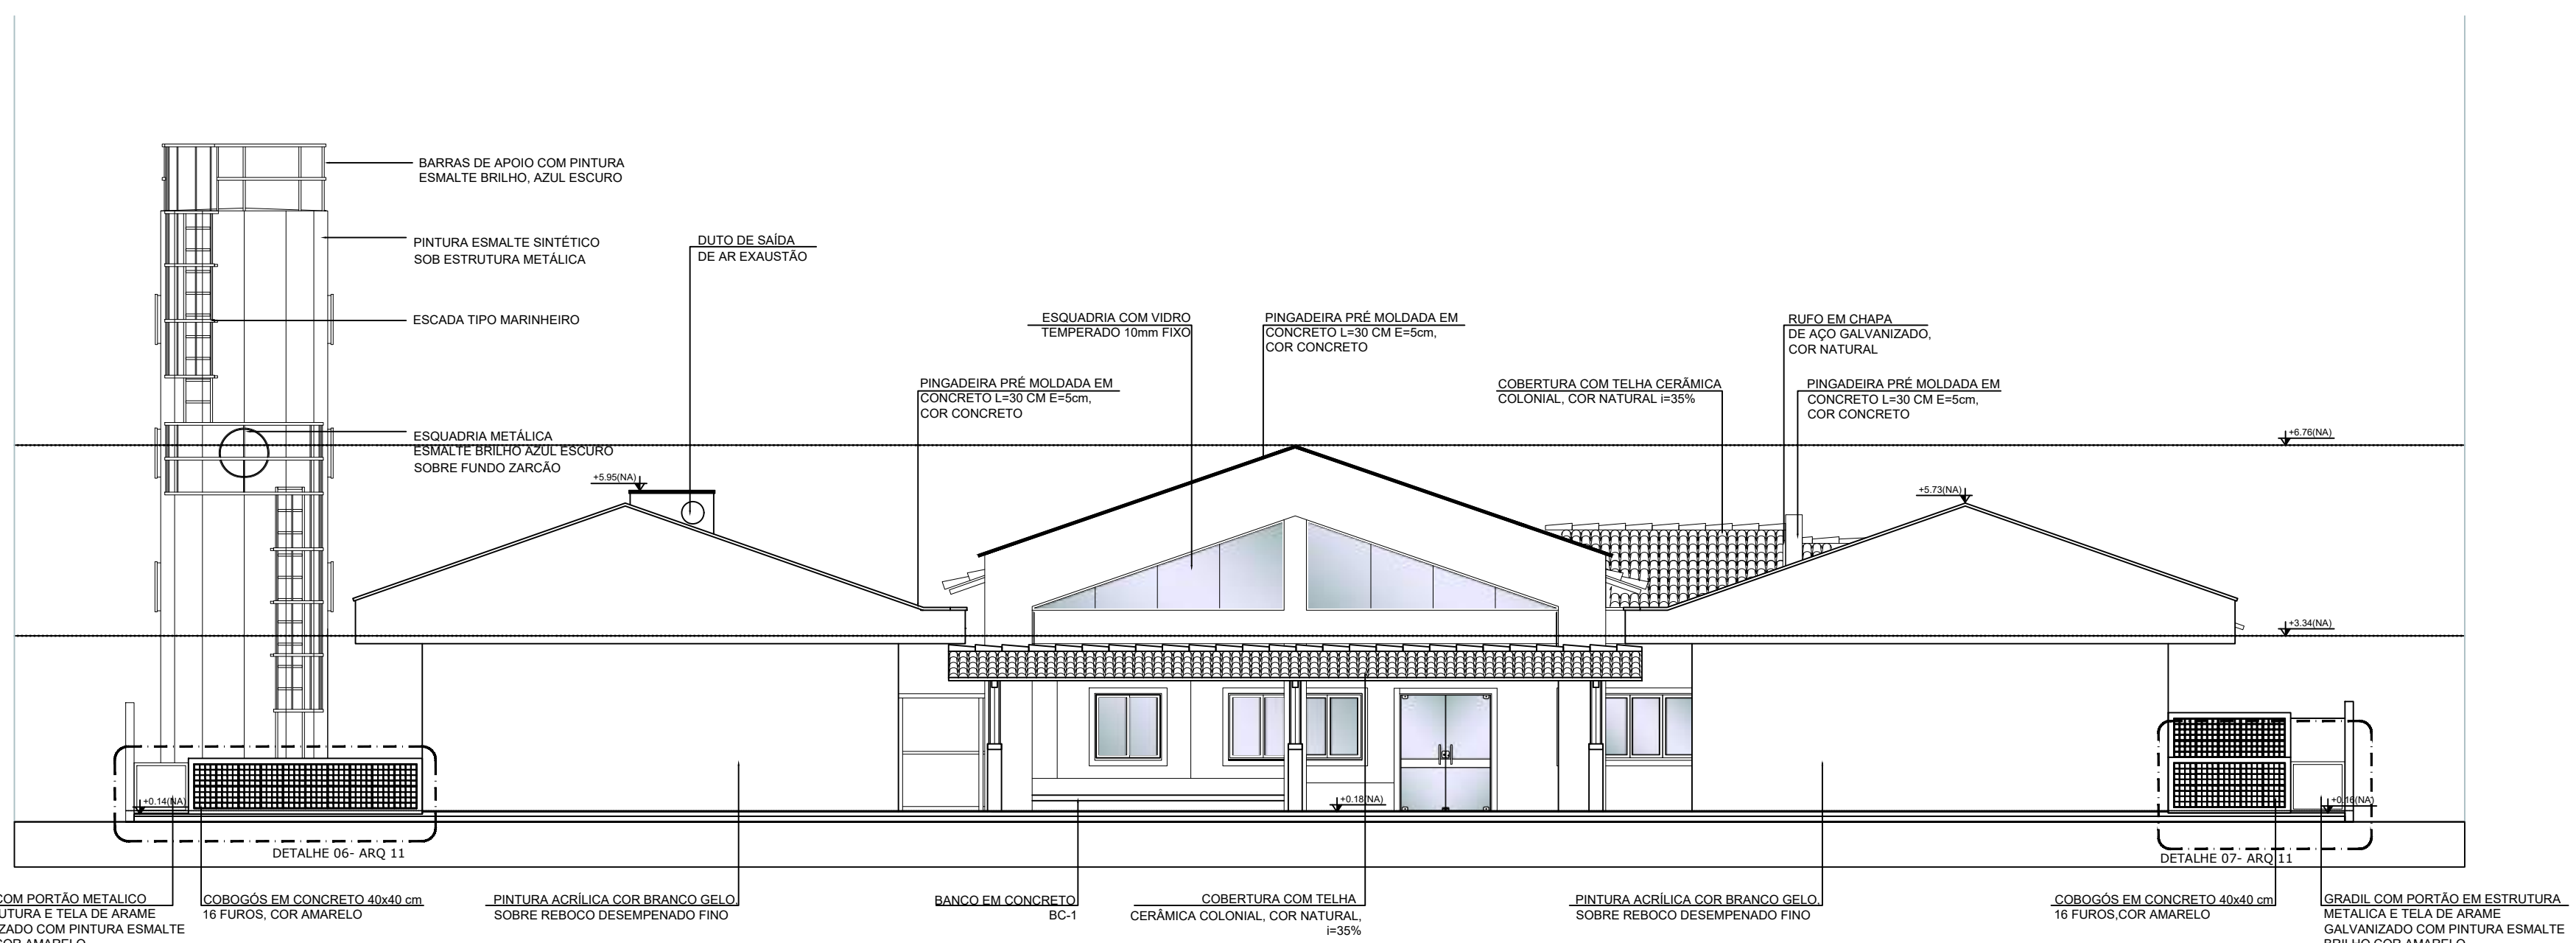 BARRAS DE APOIO COM PINTURA
ESMALTE BRILHO, AZUL ESCURO
PINTURA ESMALTE SINTÉTICO
SOB ESTRUTURA METÁLICA
DUTO DE SAÍDA
DE AR EXAUSTÃO
ESCADA TIPO MARINHEIRO
ESQUADRIA COM VIDRO
TEMPERADO 10mm FIXO
PINGADEIRA PRÉ MOLDADA EM
CONCRETO L=30 CM E=5cm,
COR CONCRETO
RUFO EM CHAPA
DE AÇO GALVANIZADO,
COR NATURAL
PINGADEIRA PRÉ MOLDADA EM
CONCRETO L=30 CM E=5cm,
COR CONCRETO
COBERTURA COM TELHA CERÃMICA
COLONIAL, COR NATURAL i=35%
PINGADEIRA PRÉ MOLDADA EM
CONCRETO L=30 CM E=5cm,
COR CONCRETO
ESQUADRIA METÁLICA
ESMALTE BRILHO AZUL ESCURO
SOBRE FUNDO ZARCÃO
+6.76(NA)
+5.95(NA)
+5.73(NA)
+3.34(NA)
+0.14(NA)
+0.18(NA)
+0.16(NA)
DETALHE 06- ARQ 11
DETALHE 07- ARQ 11
COM PORTÃO METALICO
UTURA E TELA DE ARAME
ZADO COM PINTURA ESMALTE
COR AMARELO
COBOGÓS EM CONCRETO 40x40 cm
16 FUROS, COR AMARELO
PINTURA ACRÍLICA COR BRANCO GELO.
SOBRE REBOCO DESEMPENADO FINO
BANCO EM CONCRETO
BC-1
COBERTURA COM TELHA
CERÂMICA COLONIAL, COR NATURAL,
i=35%
PINTURA ACRÍLICA COR BRANCO GELO.
SOBRE REBOCO DESEMPENADO FINO
COBOGÓS EM CONCRETO 40x40 cm
16 FUROS,COR AMARELO
GRADIL COM PORTÃO EM ESTRUTURA
METALICA E TELA DE ARAME
GALVANIZADO COM PINTURA ESMALTE
BRILHO COR AMARELO